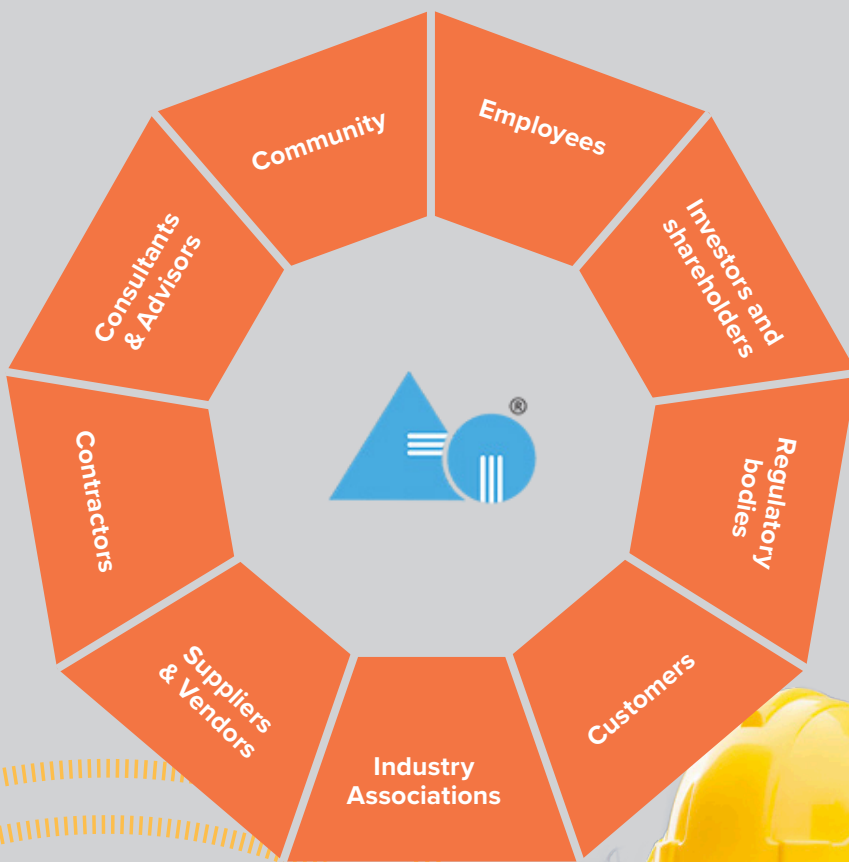 Community
Employees
Investors and
shareholders
Regulatory
bodies
Customers
Industry
Associations
Suppliers
& Vendors
Contractors
Consultants
& Advisors
®